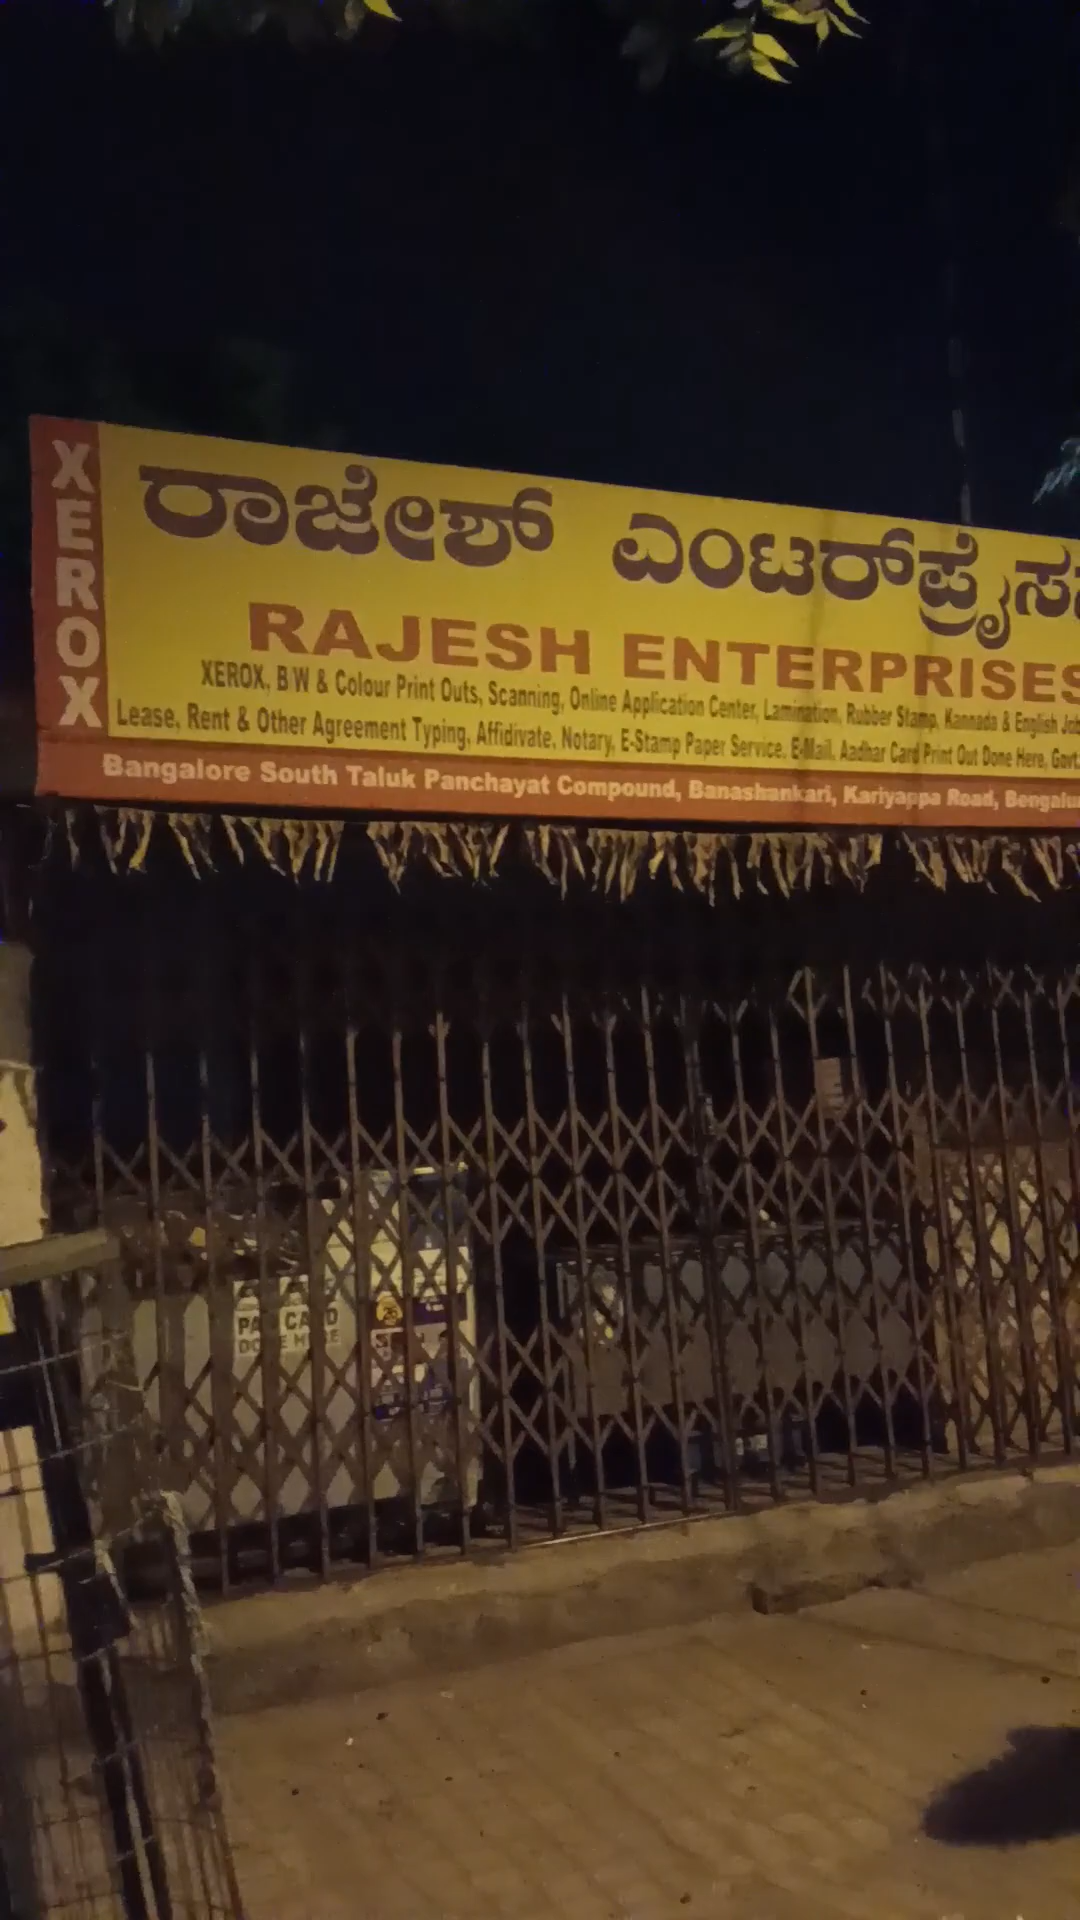 XEROX
ರಾಜೇಶ್ ಎಂಟರ್‌ಪ್ರೈಸ
RAJESH ENTERPRISES
XEROX, B W & Colour Print Outs, Scanning, Online Application Center, Lamination, Rubber Stamp, Kannada & English Job
Lease, Rent & Other Agreement Typing, Affidivate, Notary, E-Stamp Paper Service, E-Mail, Aadhar Card Print Out Done Here, Govt.
Bangalore South Taluk Panchayat Compound, Banashankari, Kariyappa Road, Bengalu
PAN CARD
DONE HERE